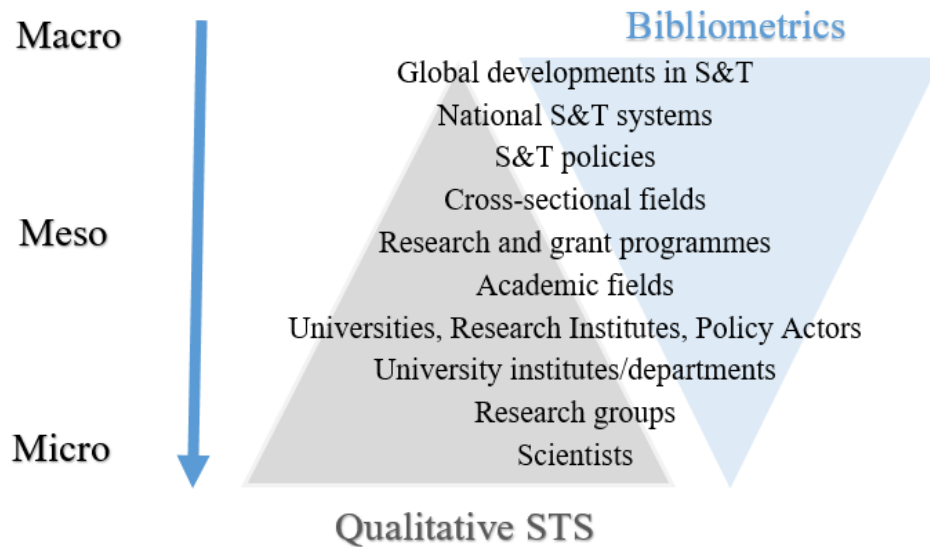 Macro
Bibliometrics
Global developments in S&T
National S&T systems
S&T policies
Cross-sectional fields
Meso
Research and grant programmes
Academic fields
Universities, Research Institutes, Policy Actors
University institutes/departments
Research groups
Micro
Scientists
Qualitative STS